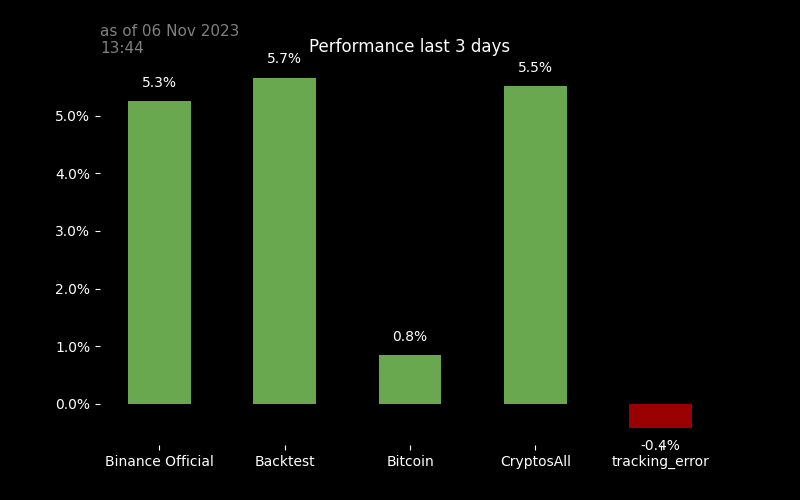 as of 06 Nov 2023
13:44
Performance last 3 days
5.3%
5.7%
0.8%
5.5%
-0.4%
5.0%
4.0%
3.0%
2.0%
1.0%
0.0%
Binance Official
Backtest
Bitcoin
CryptosAll
tracking_error